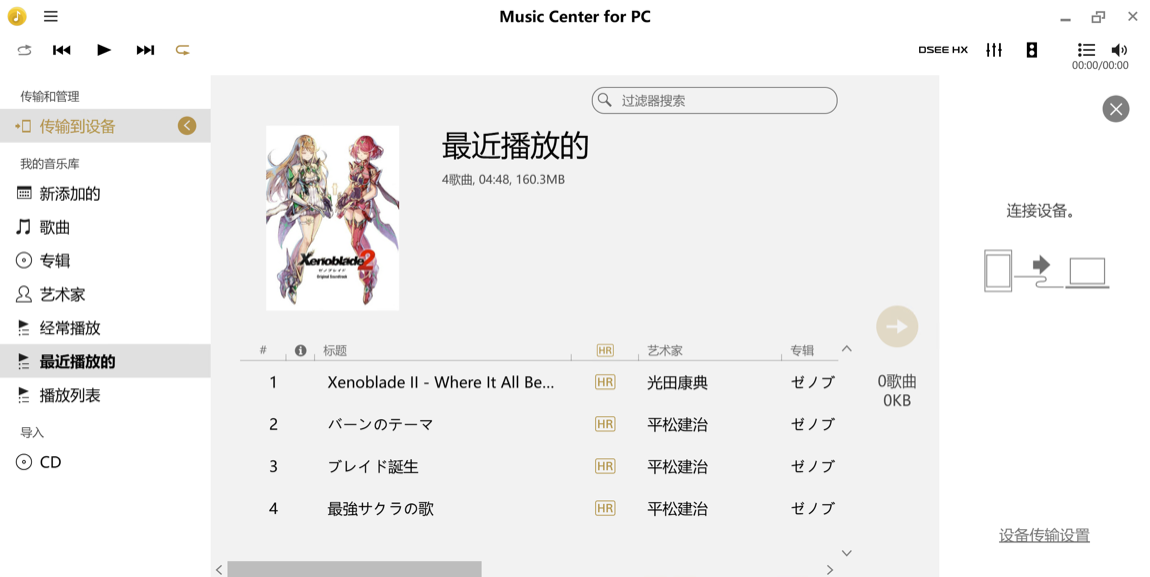 Music Center for PC
DSEE HX
00:00/00:00
传输和管理
传输到设备
我的音乐库
新添加的
歌曲
专辑
艺术家
经常播放
最近播放的
播放列表
导入
CD
过滤器搜索
Xenoblade 2
ゼノブレイド
Original Soundtrack
最近播放的
4歌曲, 04:48, 160.3MB
# 标题 HR 艺术家 专辑
1 Xenoblade II - Where It All Be... HR 光田康典 ゼノブ
2 バーンのテーマ HR 平松建治 ゼノブ
3 ブレイド誕生 HR 平松建治 ゼノブ
4 最強サクラの歌 HR 平松建治 ゼノブ
0歌曲
0KB
连接设备。
设备传输设置